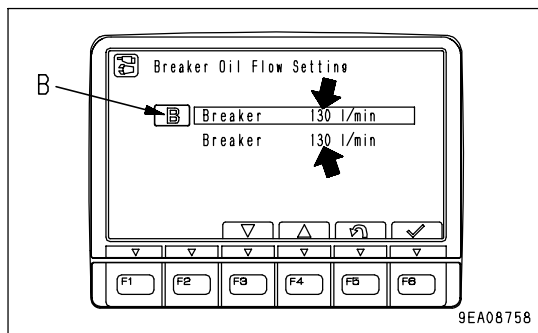 Breaker Oil Flow Setting
B
B Breaker 130 l/min
Breaker 130 l/min
F1 F2 F3 F4 F5 F6
9EA08758